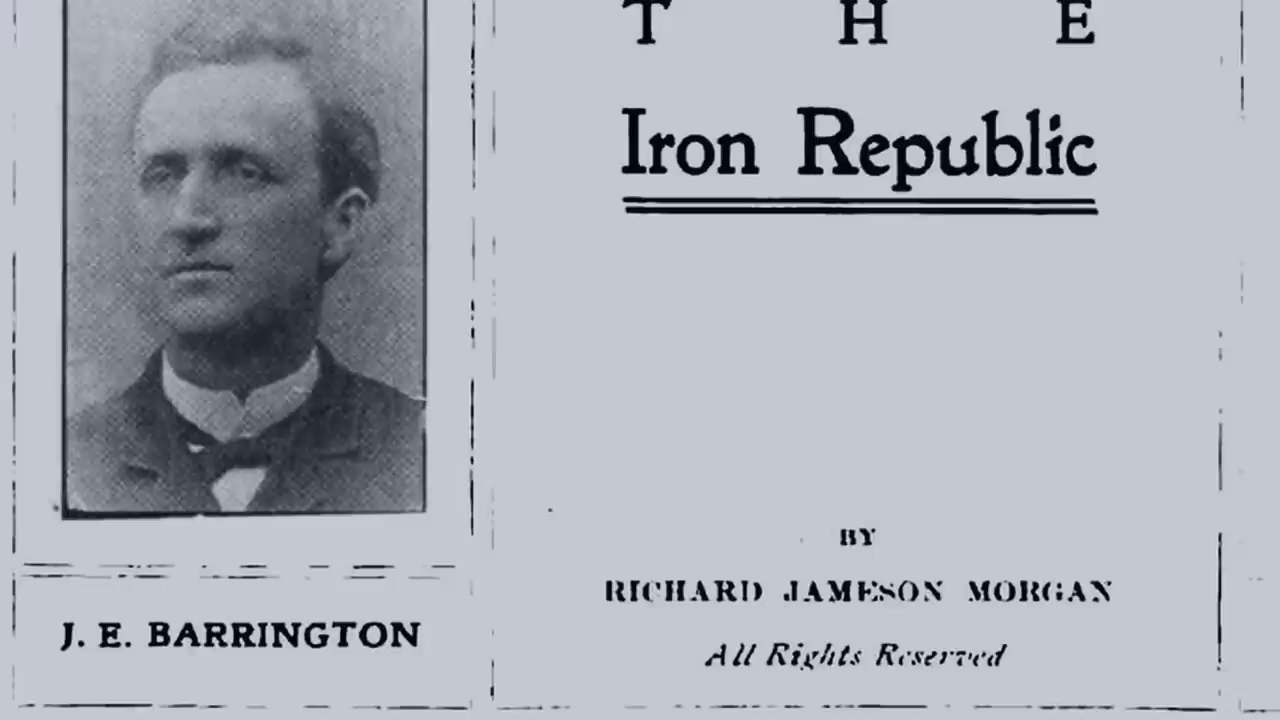 T H E
Iron Republic
BY
RICHARD JAMESON MORGAN
All Rights Reserved
J. E. BARRINGTON